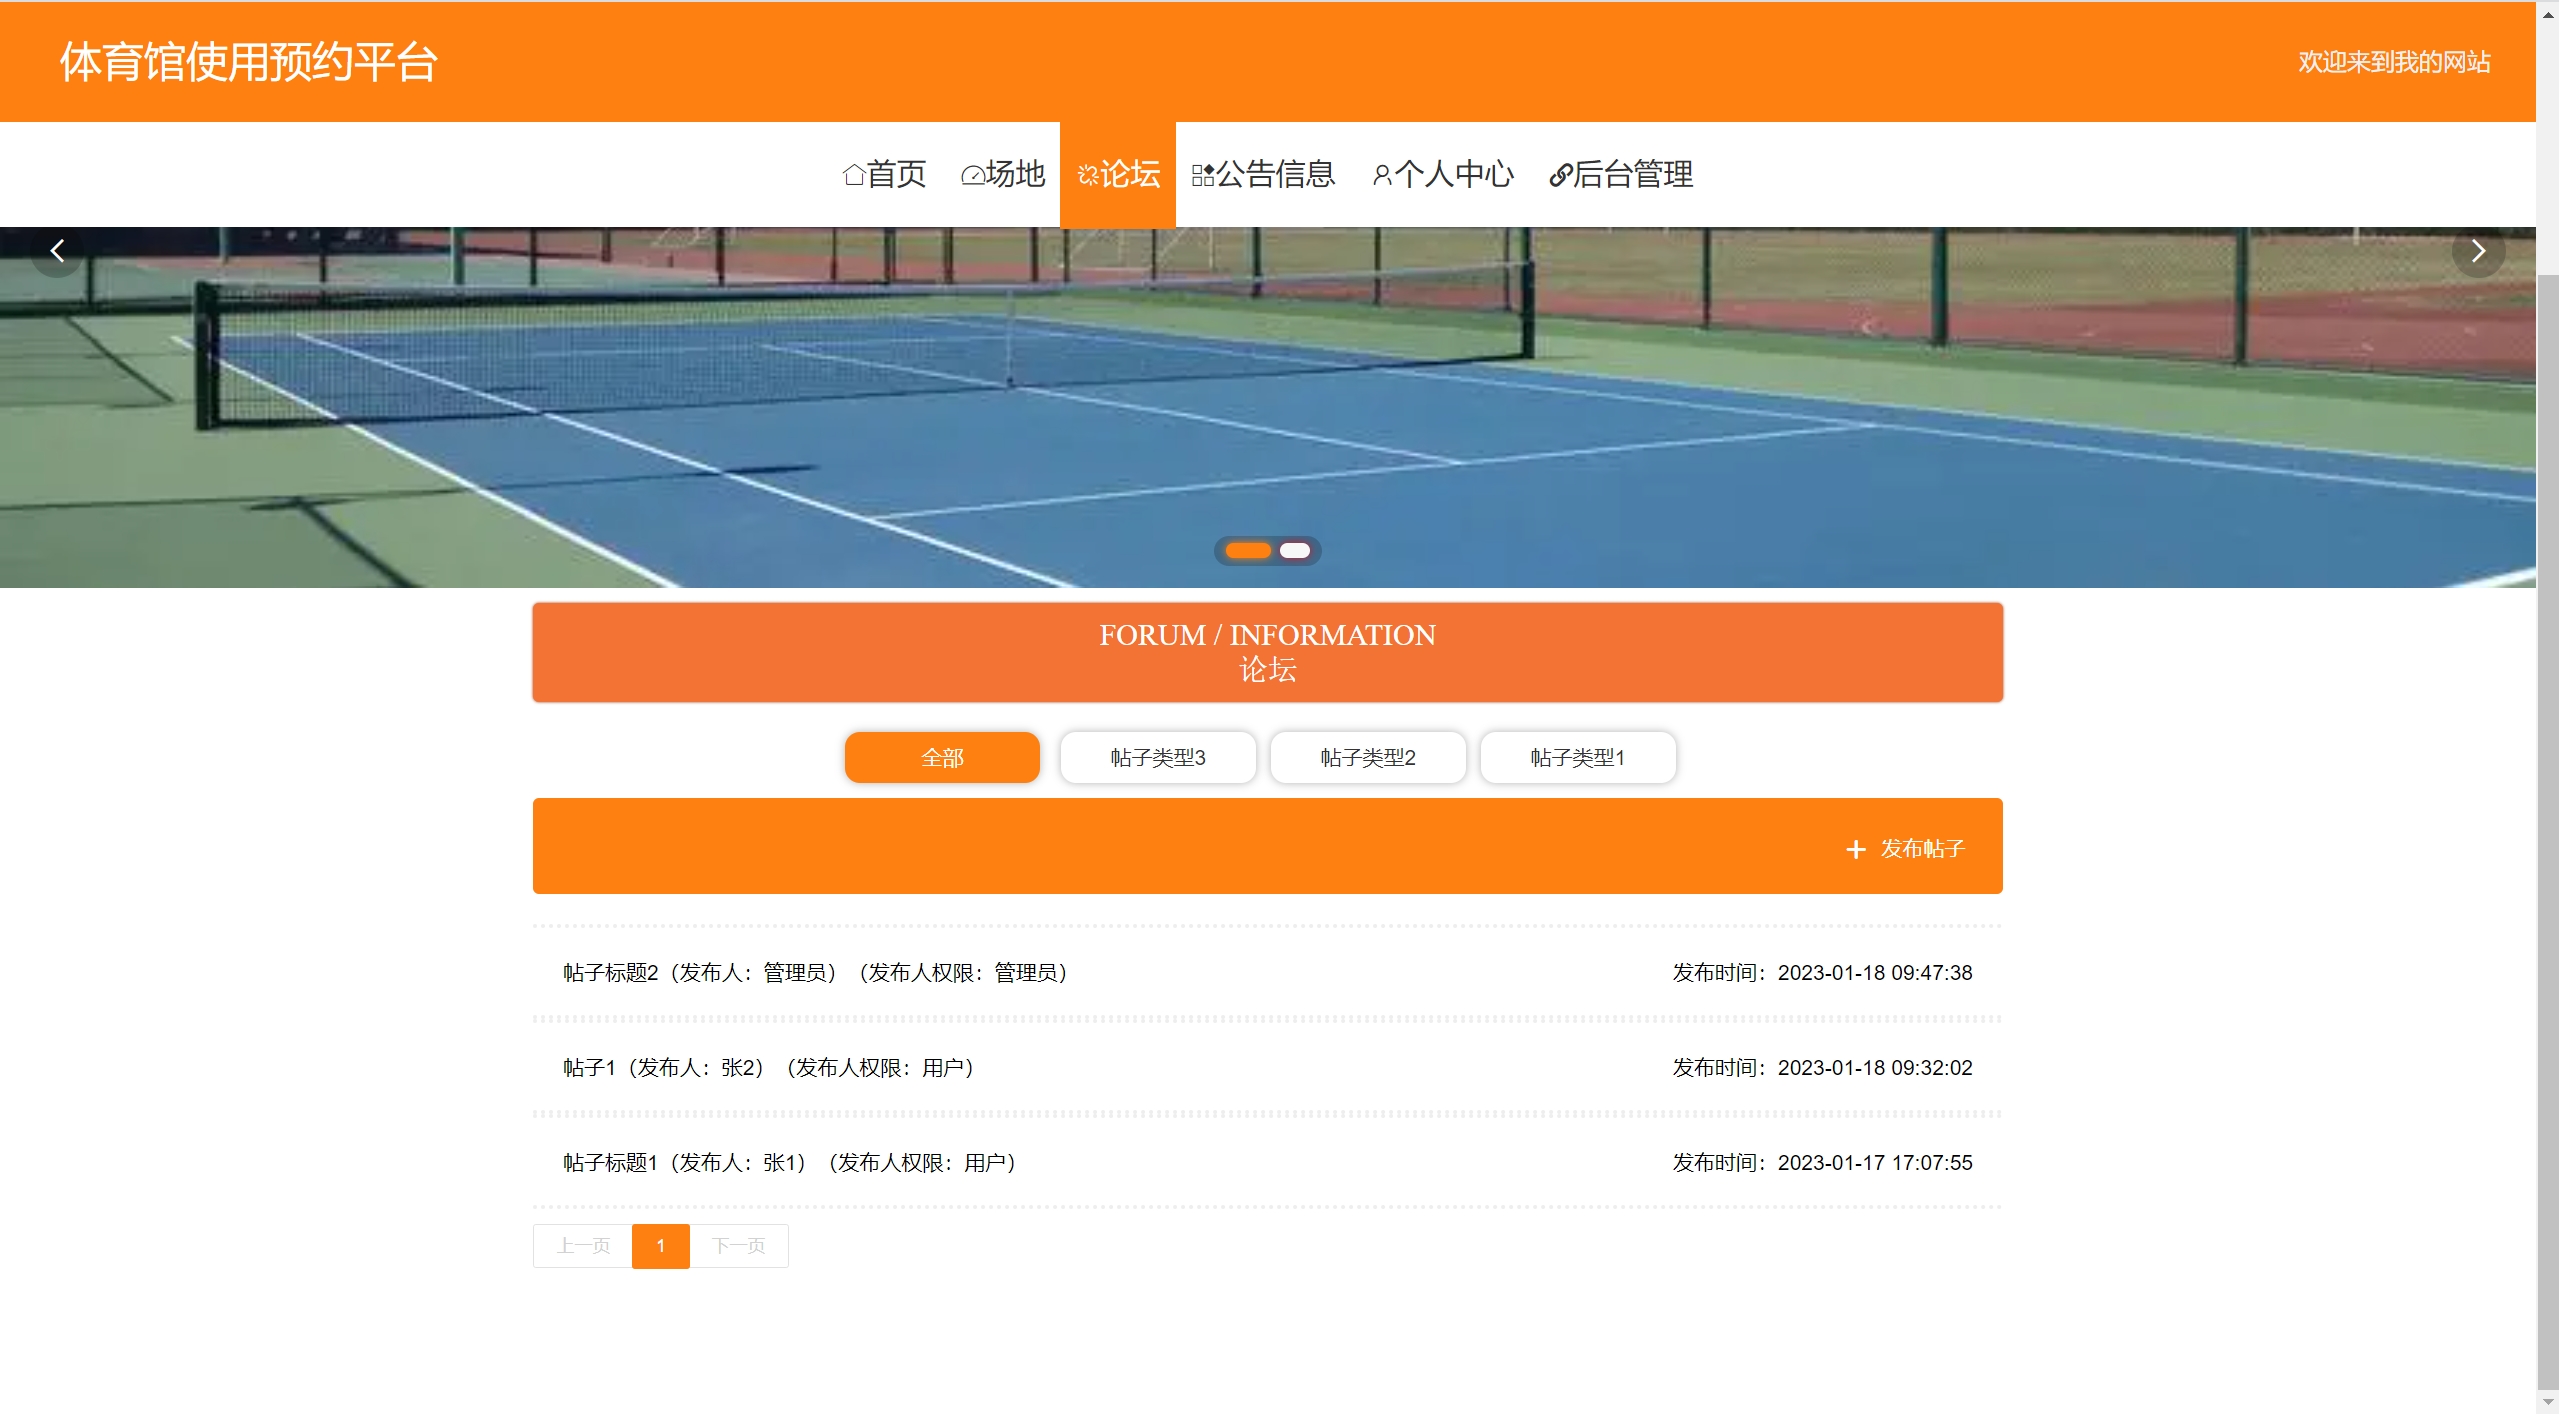 体育馆使用预约平台
欢迎来到我的网站
首页 场地 论坛 公告信息 个人中心 后台管理
FORUM / INFORMATION
论坛
全部 帖子类型3 帖子类型2 帖子类型1
发布帖子
帖子标题2（发布人：管理员）（发布人权限：管理员） 发布时间：2023-01-18 09:47:38
帖子1（发布人：张2）（发布人权限：用户） 发布时间：2023-01-18 09:32:02
帖子标题1（发布人：张1）（发布人权限：用户） 发布时间：2023-01-17 17:07:55
上一页 1 下一页